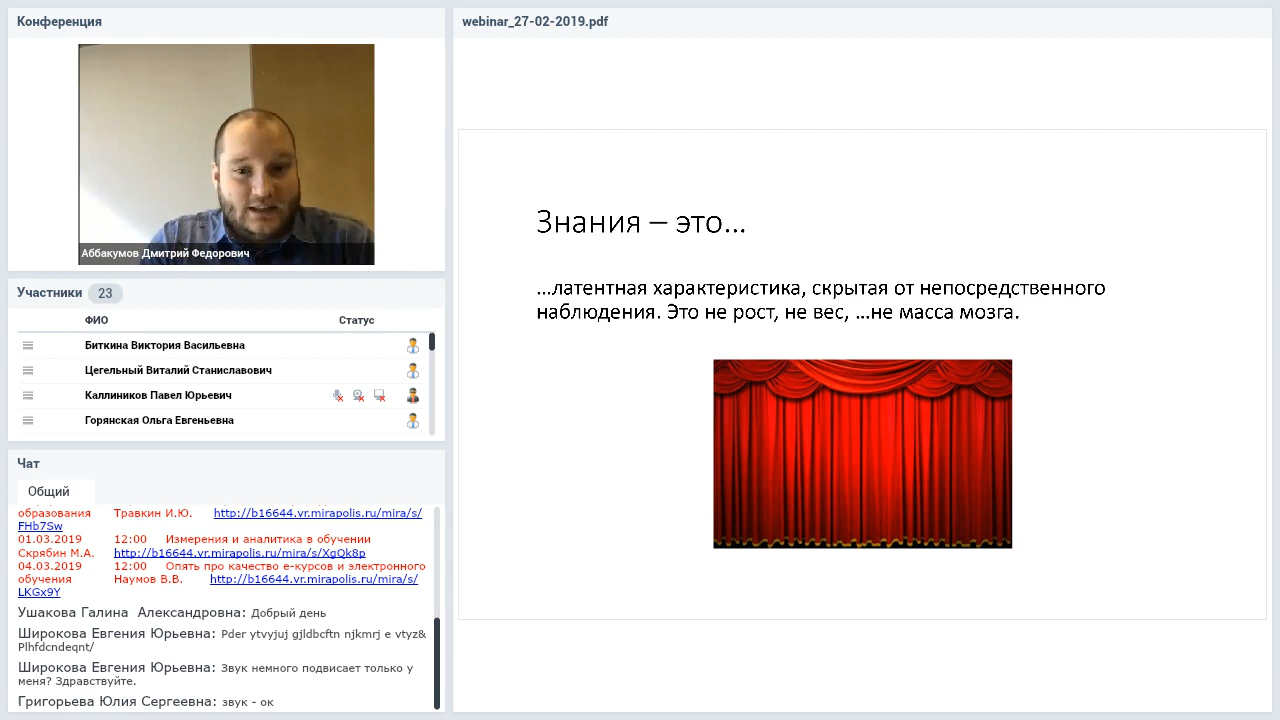 Конференция
Аббакумов Дмитрий Федорович
Участники 23
ФИО Статус
Биткина Виктория Васильевна
Цегельный Виталий Станиславович
Каллиников Павел Юрьевич
Горянская Ольга Евгеньевна
Чат
Общий
образования Травкин И.Ю. http://b16644.vr.mirapolis.ru/mira/s/
FHb7Sw
01.03.2019 12:00 Измерения и аналитика в обучении
Скрябин М.А. http://b16644.vr.mirapolis.ru/mira/s/XgQk8p
04.03.2019 12:00 Опять про качество e-курсов и электронного
обучения Наумов В.В. http://b16644.vr.mirapolis.ru/mira/s/
LKGx9Y
Ушакова Галина Александровна: Добрый день
Широкова Евгения Юрьевна: Pder ytvyjuj gjldbcftn njkmrj e vtyz&
Plhfdcndeqnt/
Широкова Евгения Юрьевна: Звук немного подвисает только у
меня? Здравствуйте.
Григорьева Юлия Сергеевна: звук - ок
webinar_27-02-2019.pdf
Знания – это...
...латентная характеристика, скрытая от непосредственного
наблюдения. Это не рост, не вес, ...не масса мозга.